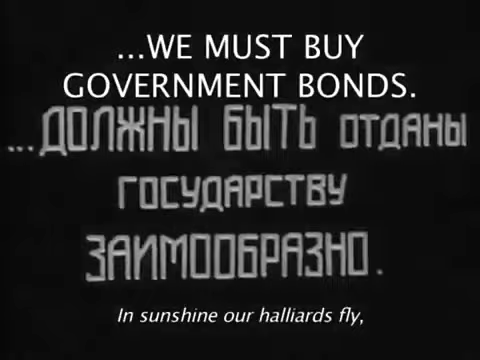 ...WE MUST BUY
GOVERNMENT BONDS.
...ДОЛЖНЫ БЫТЬ ОТДАНЫ
ГОСУДАРСТВУ
ЗАИМООБРАЗНО.
In sunshine our halliards fly,